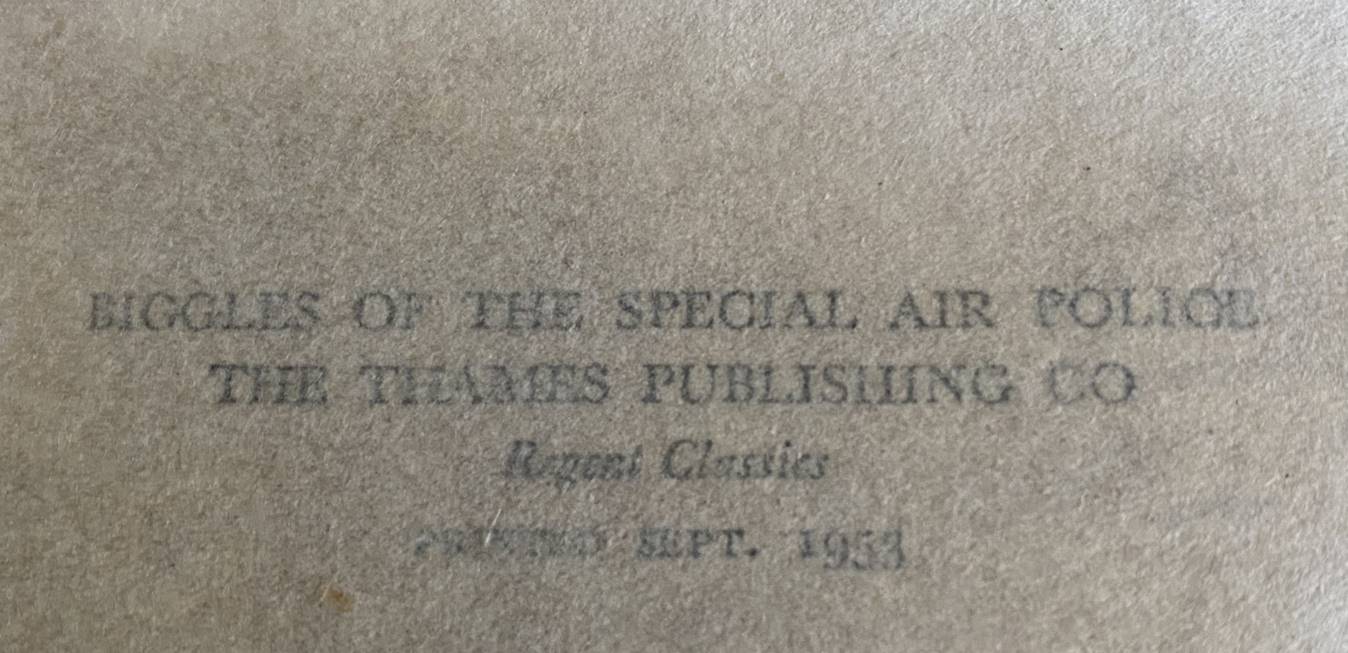 BIGGLES OF THE SPECIAL AIR POLICE
THE THAMES PUBLISHING CO
Regent Classics
PRINTED SEPT. 1953